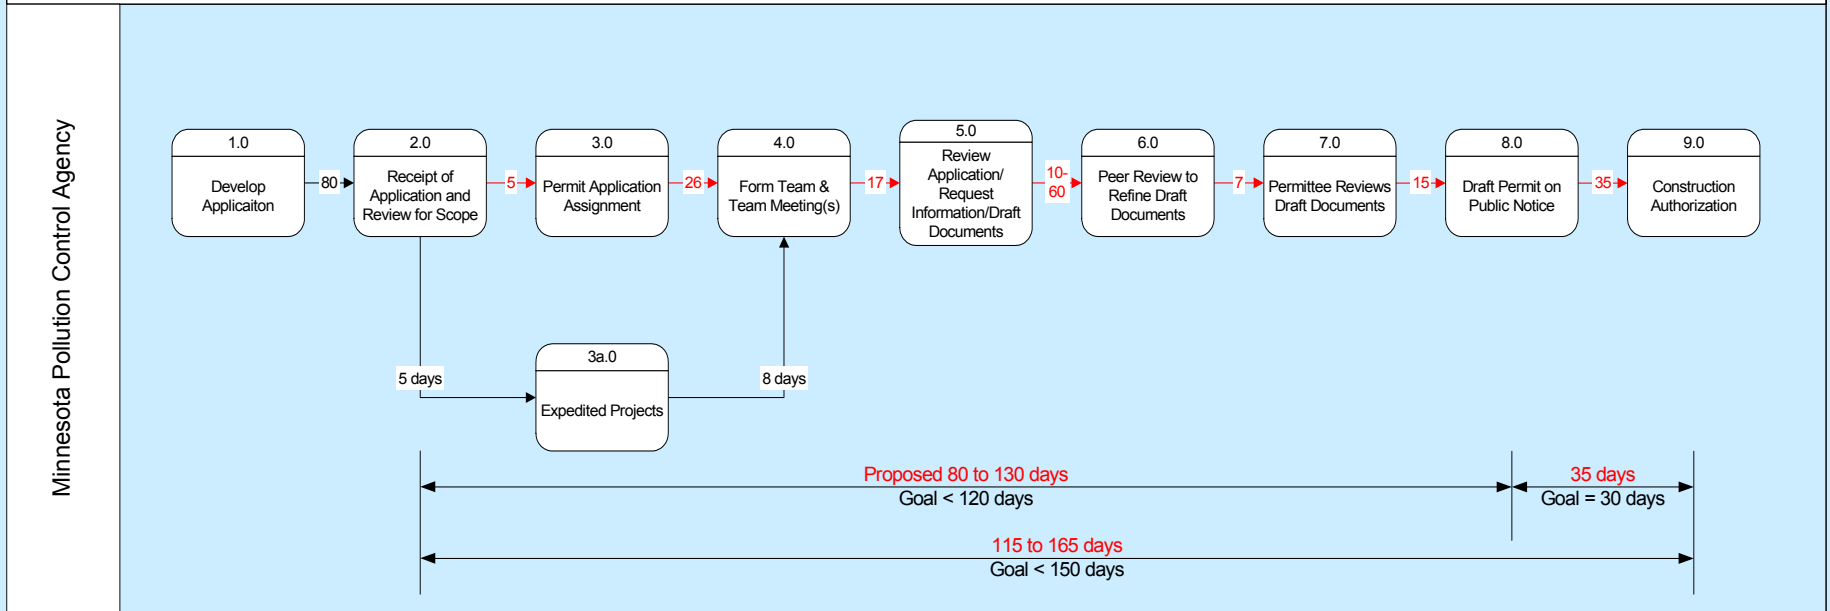 Minnesota Pollution Control Agency
1.0
Develop
Applicaiton
80
2.0
Receipt of
Application and
Review for Scope
5
3.0
Permit Application
Assignment
26
4.0
Form Team &
Team Meeting(s)
17
5.0
Review
Application/
Request
Information/Draft
Documents
10-
60
6.0
Peer Review to
Refine Draft
Documents
7
7.0
Permittee Reviews
Draft Documents
15
8.0
Draft Permit on
Public Notice
35
9.0
Construction
Authorization
5 days
3a.0
Expedited Projects
8 days
Proposed 80 to 130 days
Goal < 120 days
35 days
Goal = 30 days
115 to 165 days
Goal < 150 days